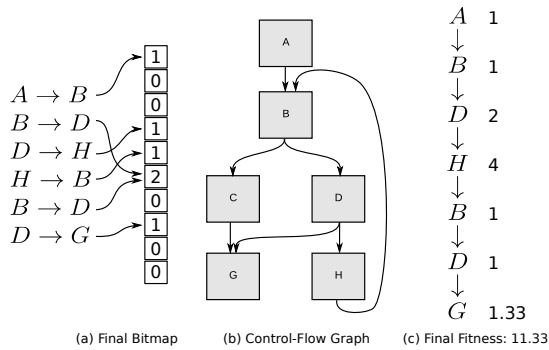 A → B
B → D
D → H
H → B
B → D
D → G
1
0
0
1
1
2
0
1
0
0
(a) Final Bitmap
A
B
C
D
G
H
(b) Control-Flow Graph
A 1
B 1
D 2
H 4
B 1
D 1
G 1.33
(c) Final Fitness: 11.33